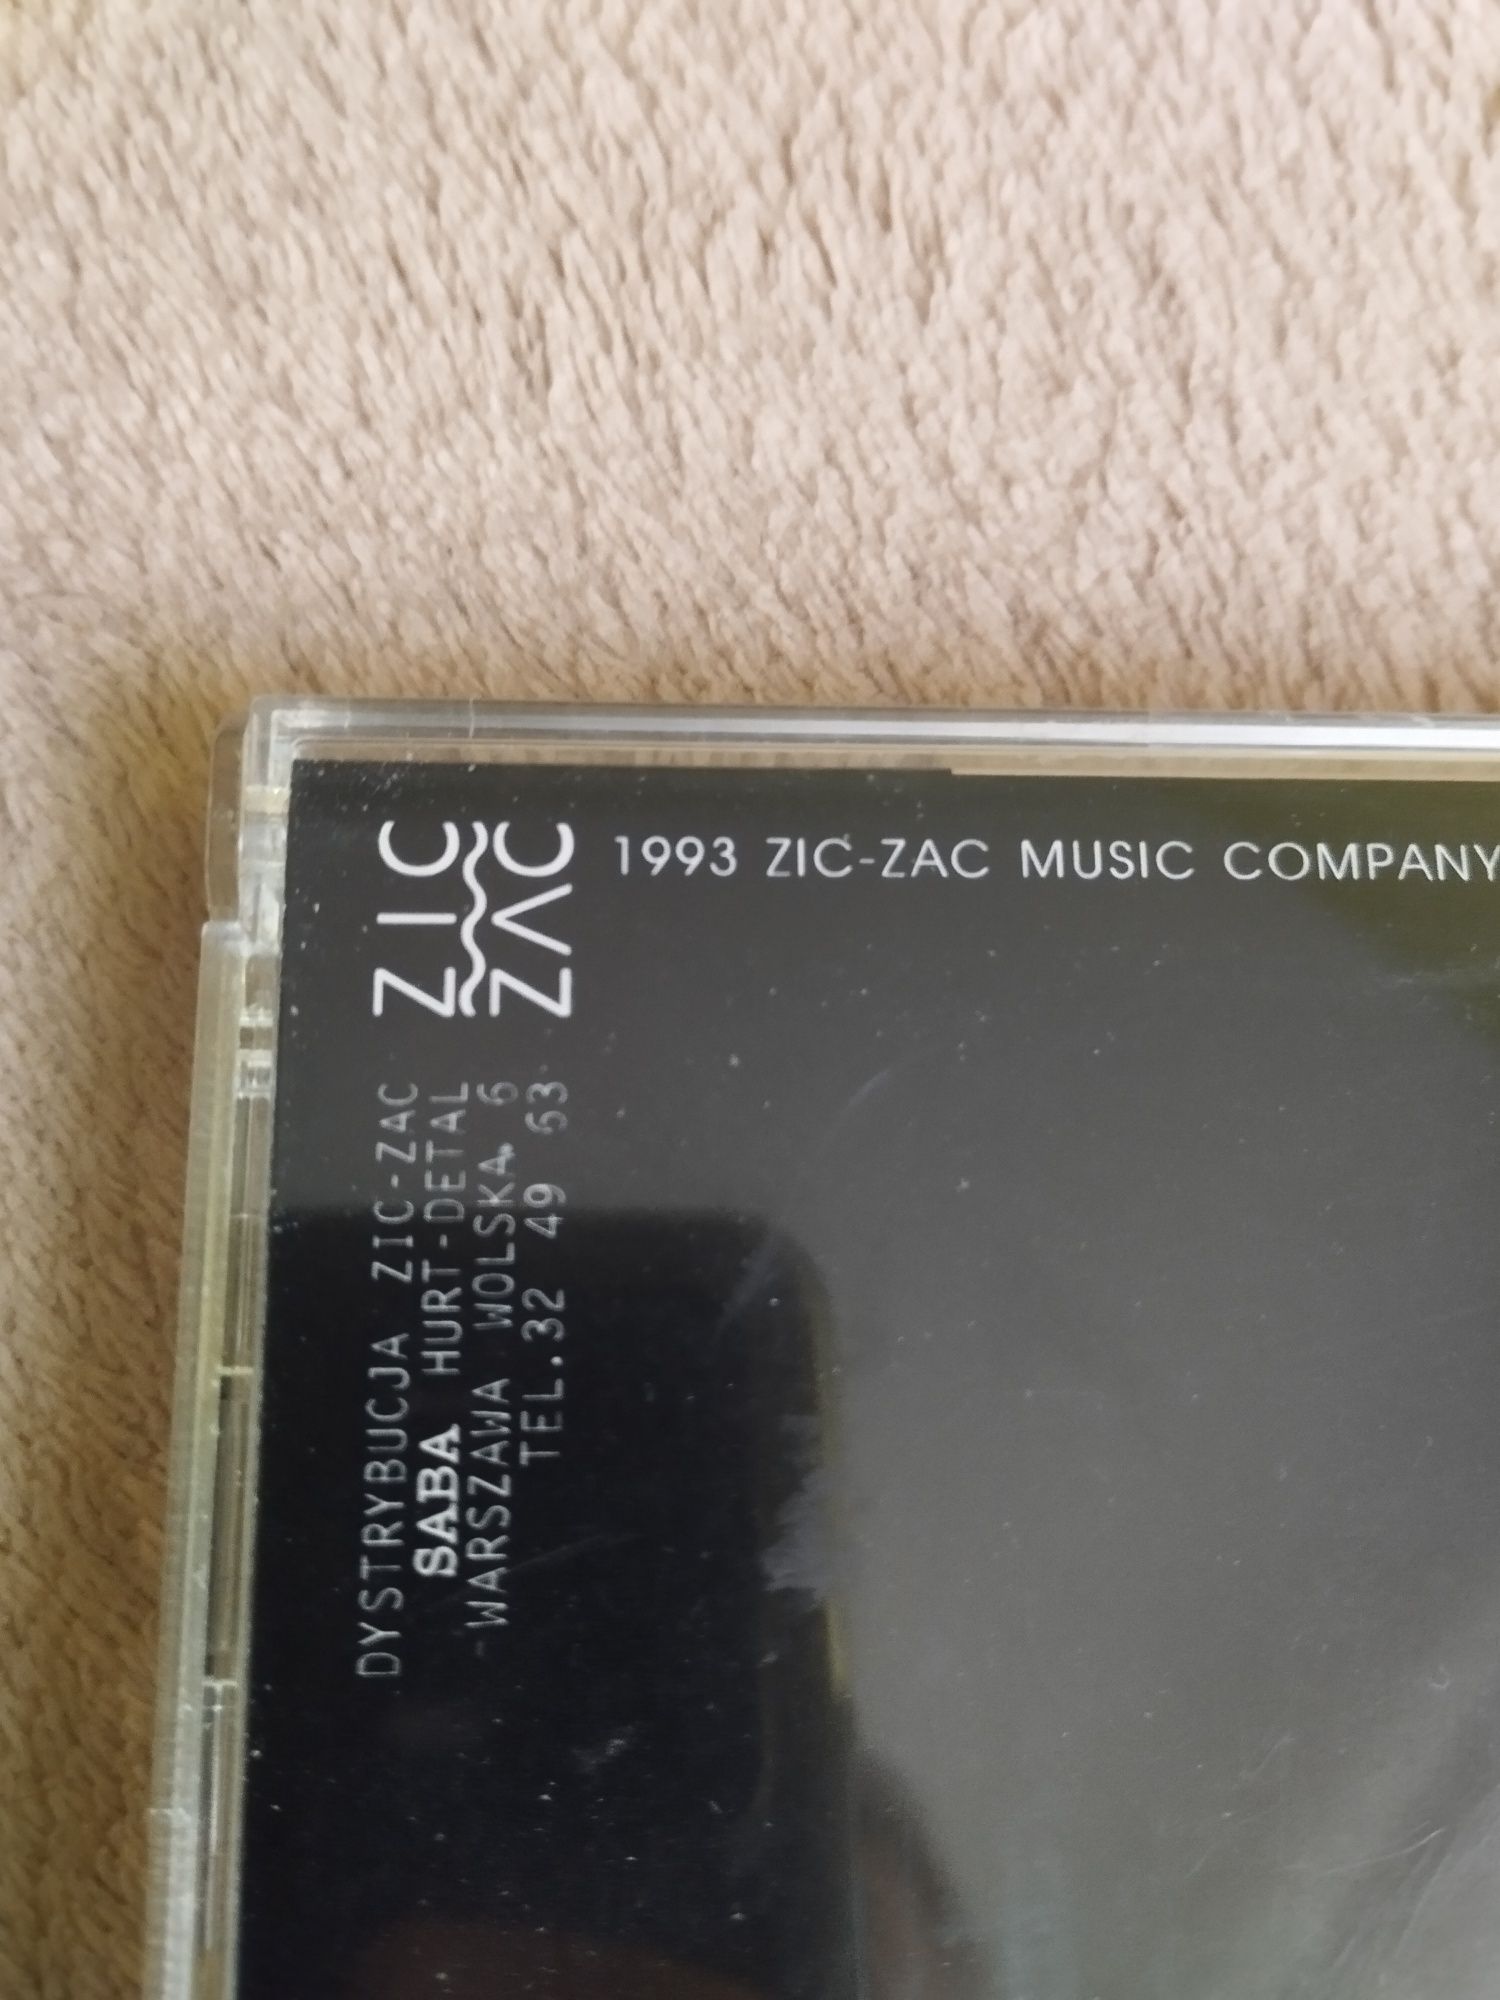 ZIC
ZAC
1993 ZIC-ZAC MUSIC COMPANY
DYSTRYBUCJA ZIC-ZAC
SABA HURT-DETAL
WARSZAWA WOLSKA 6
TEL.32 49 63